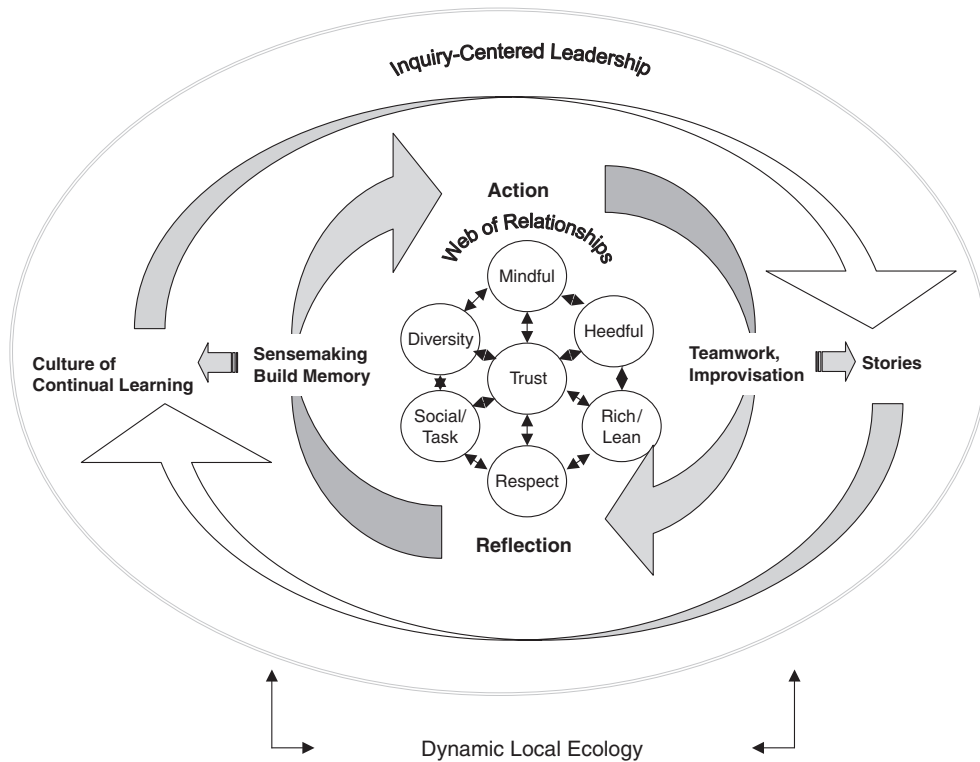 Inquiry-Centered Leadership
Action
Web of Relationships
Mindful
Diversity
Heedful
Trust
Social/
Task
Rich/
Lean
Respect
Culture of
Continual Learning
Sensemaking
Build Memory
Teamwork,
Improvisation
Stories
Reflection
Dynamic Local Ecology